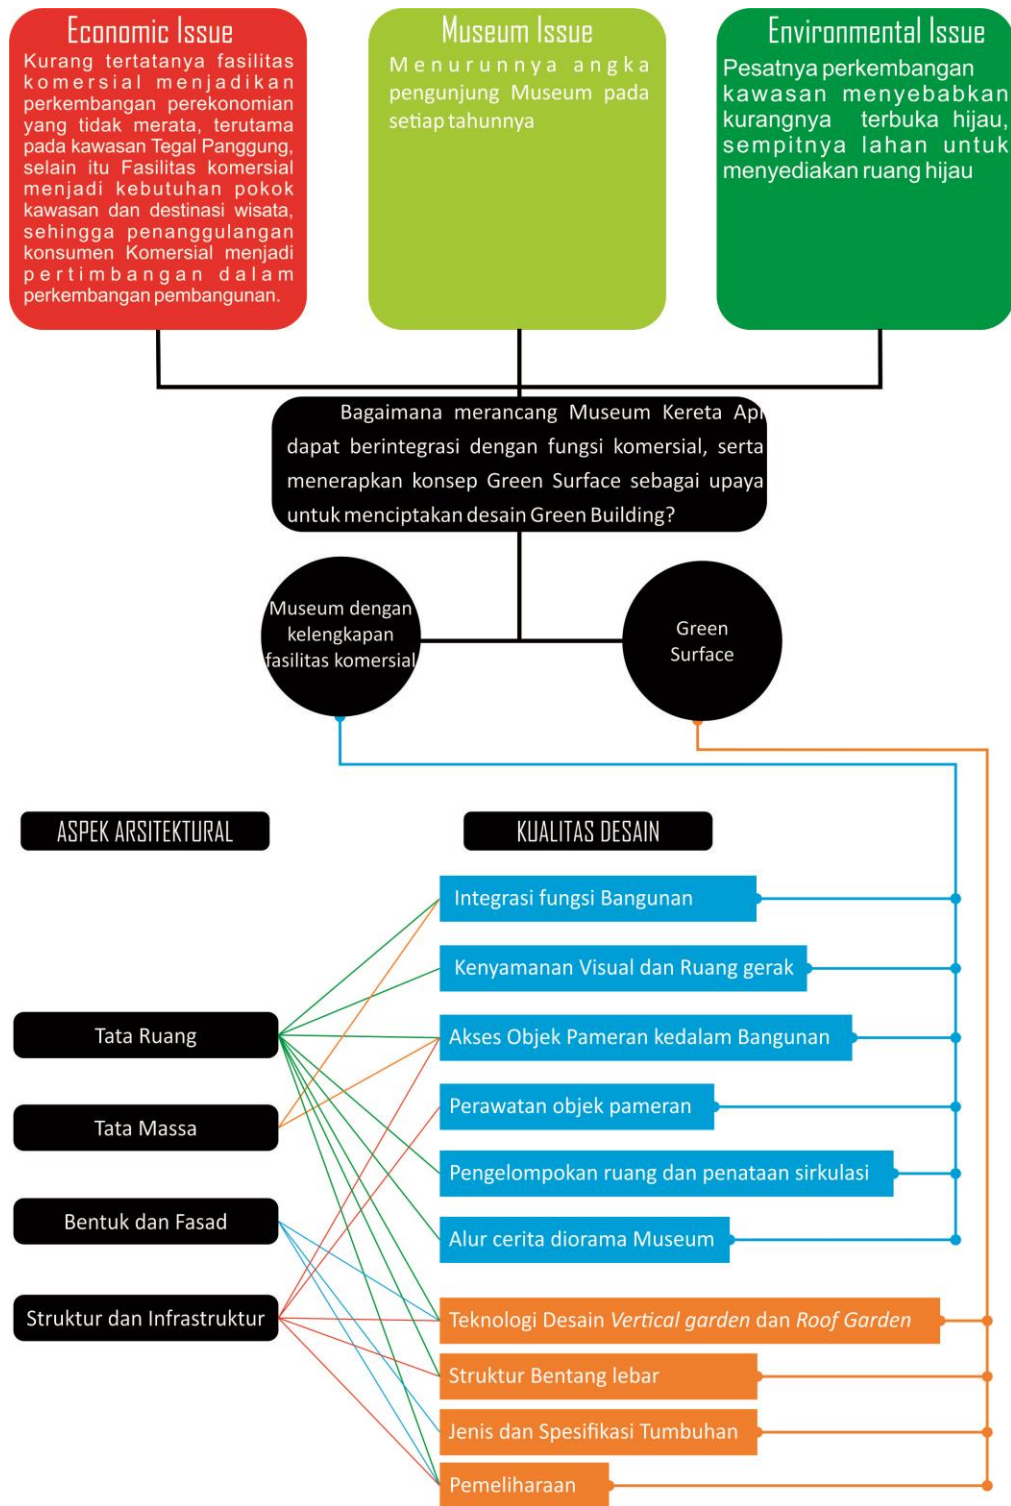 Economic Issue
Kurang tertatanya fasilitas
komersial menjadikan
perkembangan perekonomian
yang tidak merata, terutama
pada kawasan Tegal Panggung,
selain itu Fasilitas komersial
menjadi kebutuhan pokok
kawasan dan destinasi wisata,
sehingga penanggulangan
konsumen Komersial menjadi
pertimbangan dalam
perkembangan pembangunan.
Museum Issue
Menurunnya angka
pengunjung Museum pada
setiap tahunnya
Environmental Issue
Pesatnya perkembangan
kawasan menyebabkan
kurangnya terbuka hijau,
sempitnya lahan untuk
menyediakan ruang hijau
Bagaimana merancang Museum Kereta Api
dapat berintegrasi dengan fungsi komersial, serta
menerapkan konsep Green Surface sebagai upaya
untuk menciptakan desain Green Building?
Museum dengan
kelengkapan
fasilitas komersial
Green
Surface
ASPEK ARSITEKTURAL
KUALITAS DESAIN
Integrasi fungsi Bangunan
Kenyamanan Visual dan Ruang gerak
Tata Ruang
Akses Objek Pameran kedalam Bangunan
Tata Massa
Perawatan objek pameran
Pengelompokan ruang dan penataan sirkulasi
Bentuk dan Fasad
Alur cerita diorama Museum
Struktur dan Infrastruktur
Teknologi Desain Vertical garden dan Roof Garden
Struktur Bentang lebar
Jenis dan Spesifikasi Tumbuhan
Pemeliharaan